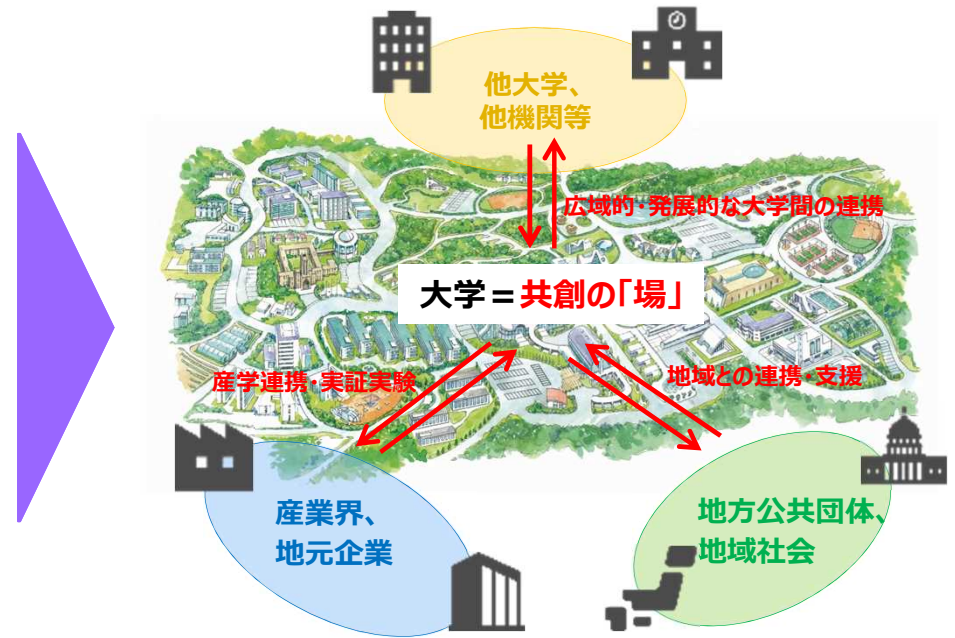 他大学、
他機関等
広域的・発展的な大学間の連携
大学＝共創の「場」
産学連携・実証実験
地域との連携・支援
産業界、
地元企業
地方公共団体、
地域社会